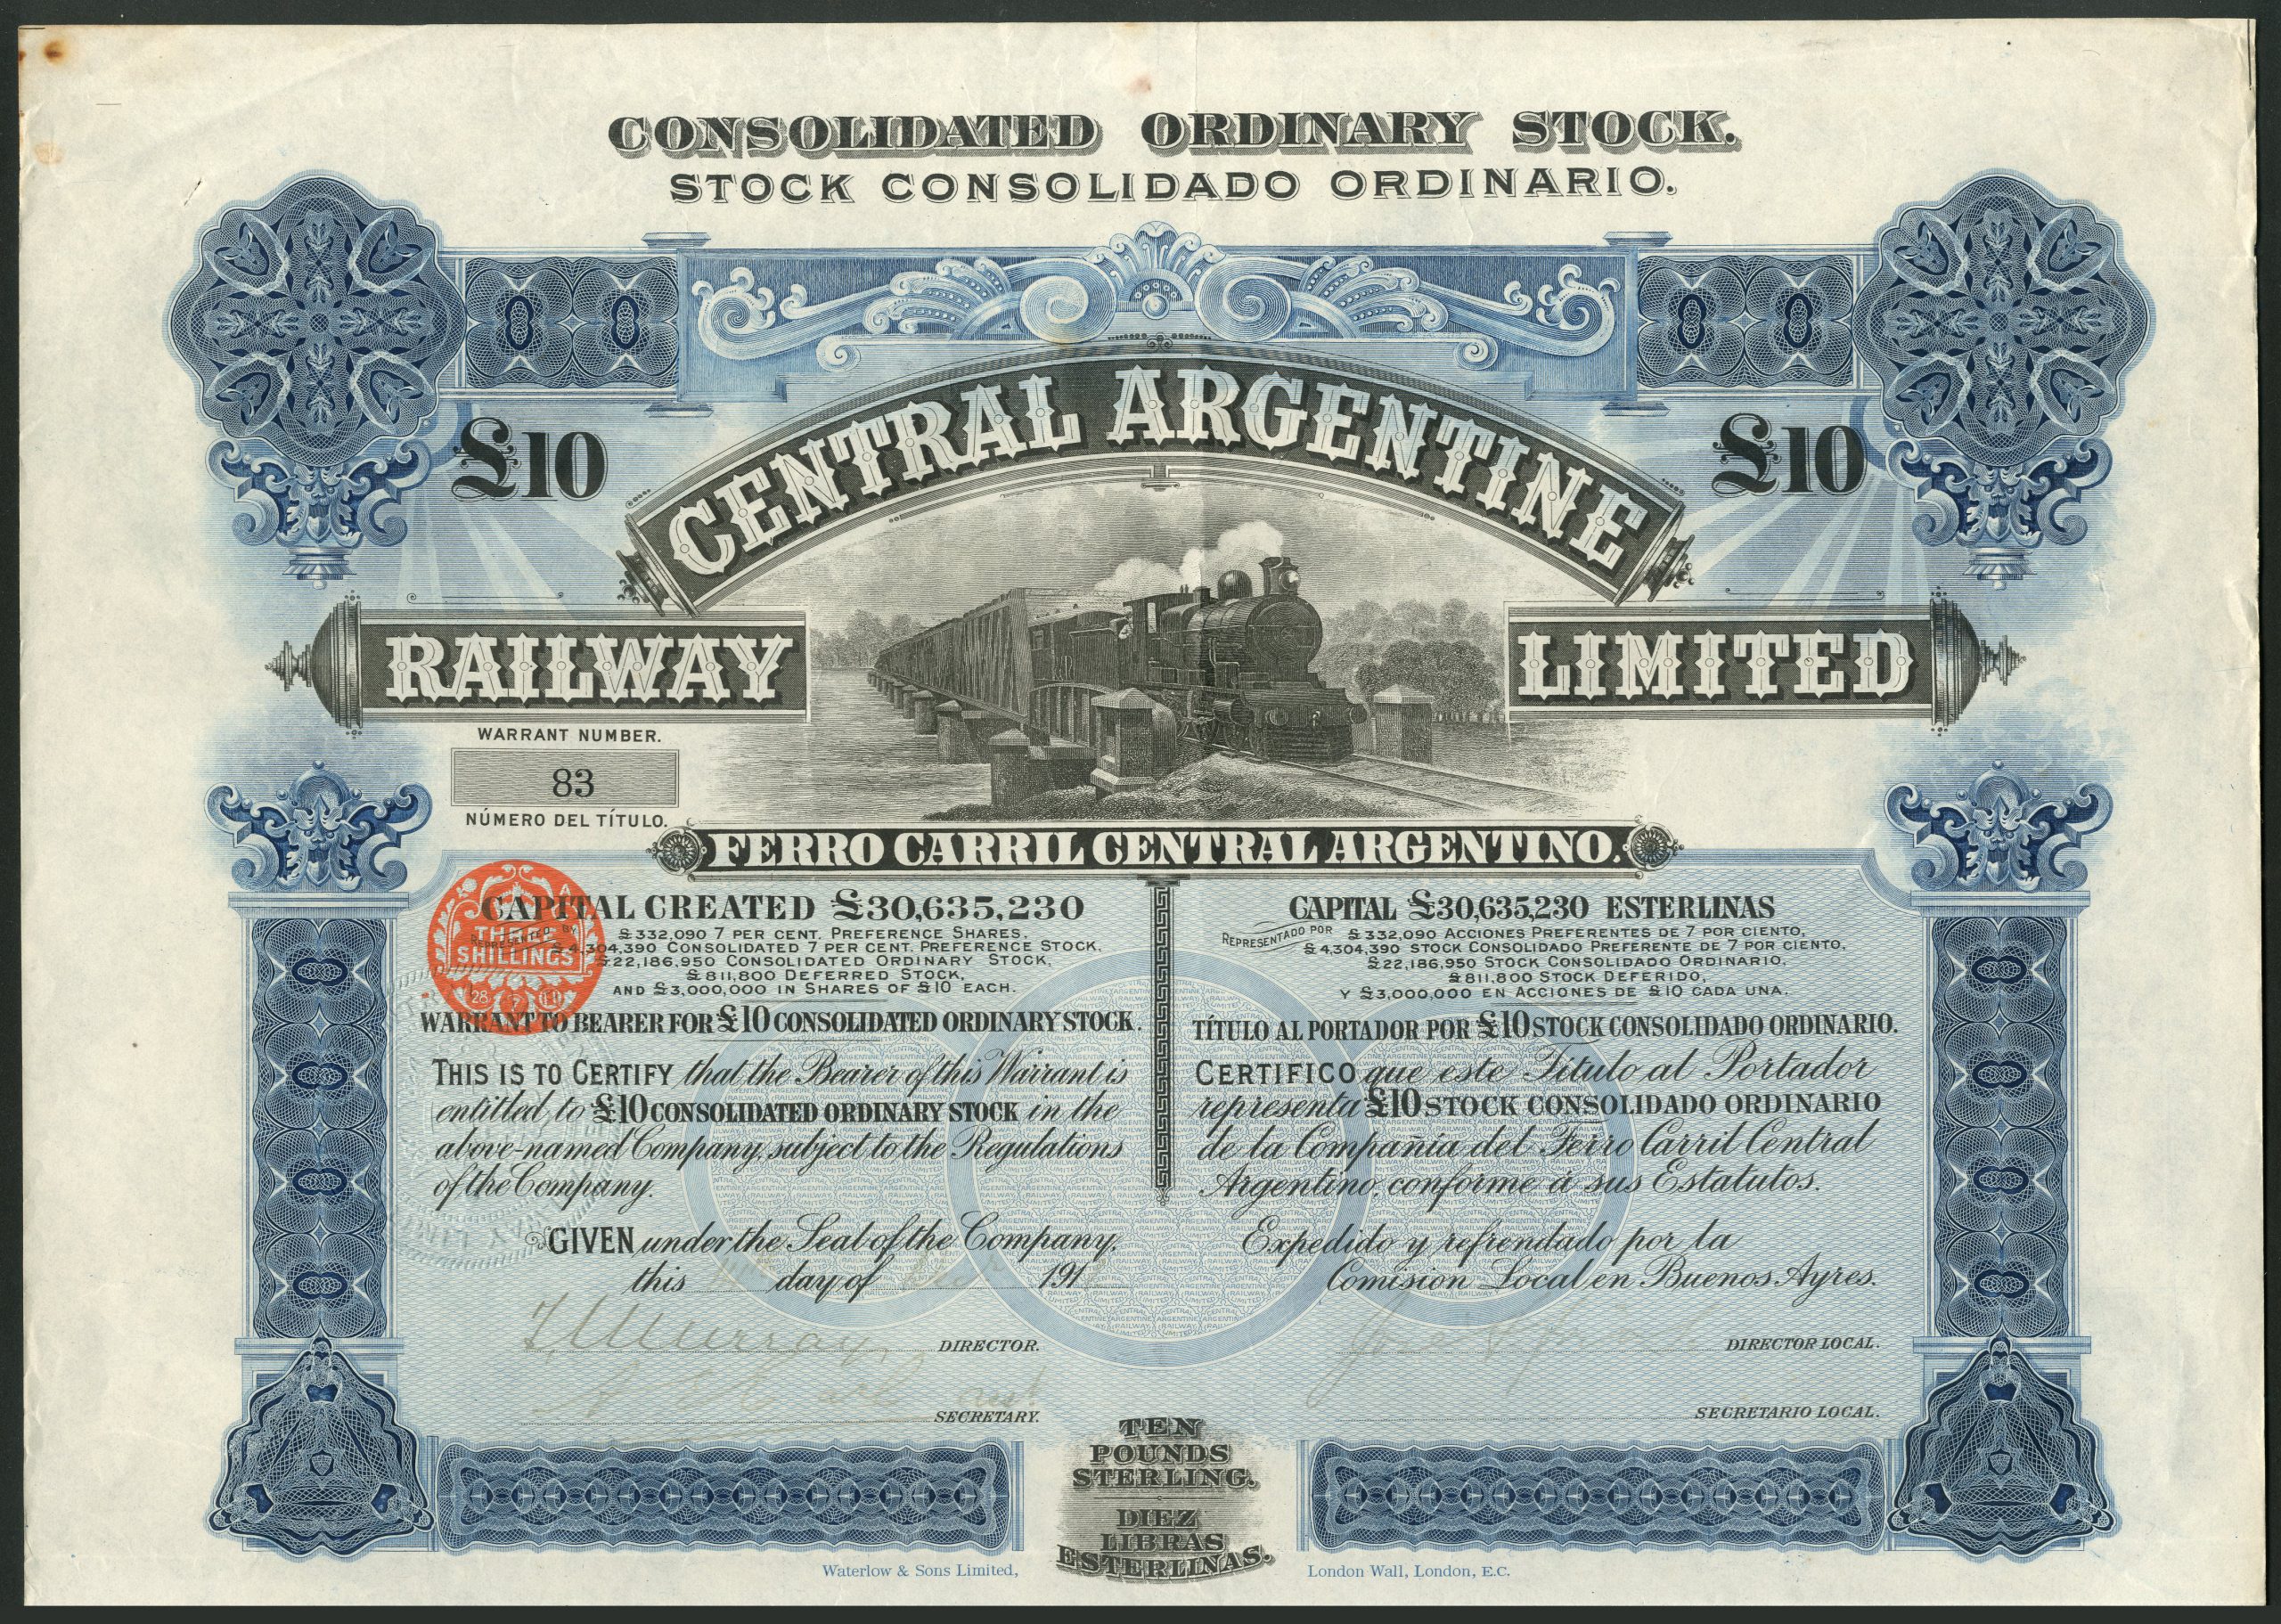 CONSOLIDATED ORDINARY STOCK.
STOCK CONSOLIDADO ORDINARIO.
£10
£10
CENTRAL ARGENTINE
RAILWAY
LIMITED
WARRANT NUMBER.
83
NÚMERO DEL TÍTULO.
FERRO CARRIL CENTRAL ARGENTINO.
CAPITAL CREATED £30,635,230
REPRESENTED BY
£332,090 7 PER CENT. PREFERENCE SHARES,
£4,304,390 CONSOLIDATED 7 PER CENT. PREFERENCE STOCK,
£22,186,950 CONSOLIDATED ORDINARY STOCK,
£811,800 DEFERRED STOCK,
AND £3,000,000 IN SHARES OF £10 EACH.
THREE
SHILLINGS
28 7 11
WARRANT TO BEARER FOR £10 CONSOLIDATED ORDINARY STOCK.
THIS IS TO CERTIFY that the Bearer of this Warrant is
entitled to £10 CONSOLIDATED ORDINARY STOCK in the
above-named Company, subject to the Regulations
of the Company.
GIVEN under the Seal of the Company,
this day of 191
DIRECTOR.
SECRETARY.
CAPITAL £30,635,230 ESTERLINAS
REPRESENTADO POR
£332,090 ACCIONES PREFERENTES DE 7 POR CIENTO,
£4,304,390 STOCK CONSOLIDADO PREFERENTE DE 7 POR CIENTO,
£22,186,950 STOCK CONSOLIDADO ORDINARIO,
£811,800 STOCK DEFERIDO,
Y £3,000,000 EN ACCIONES DE £10 CADA UNA.
TÍTULO AL PORTADOR POR £10 STOCK CONSOLIDADO ORDINARIO.
CERTIFICO que este Título al Portador
representa £10 STOCK CONSOLIDADO ORDINARIO
de la Compañia del Ferro Carril Central
Argentino, conforme á sus Estatutos.
Expedido y refrendado por la
Comision Local en Buenos Ayres.
DIRECTOR LOCAL.
SECRETARIO LOCAL.
TEN
POUNDS
STERLING.
DIEZ
LIBRAS
ESTERLINAS.
Waterlow & Sons Limited,
London Wall, London, E.C.